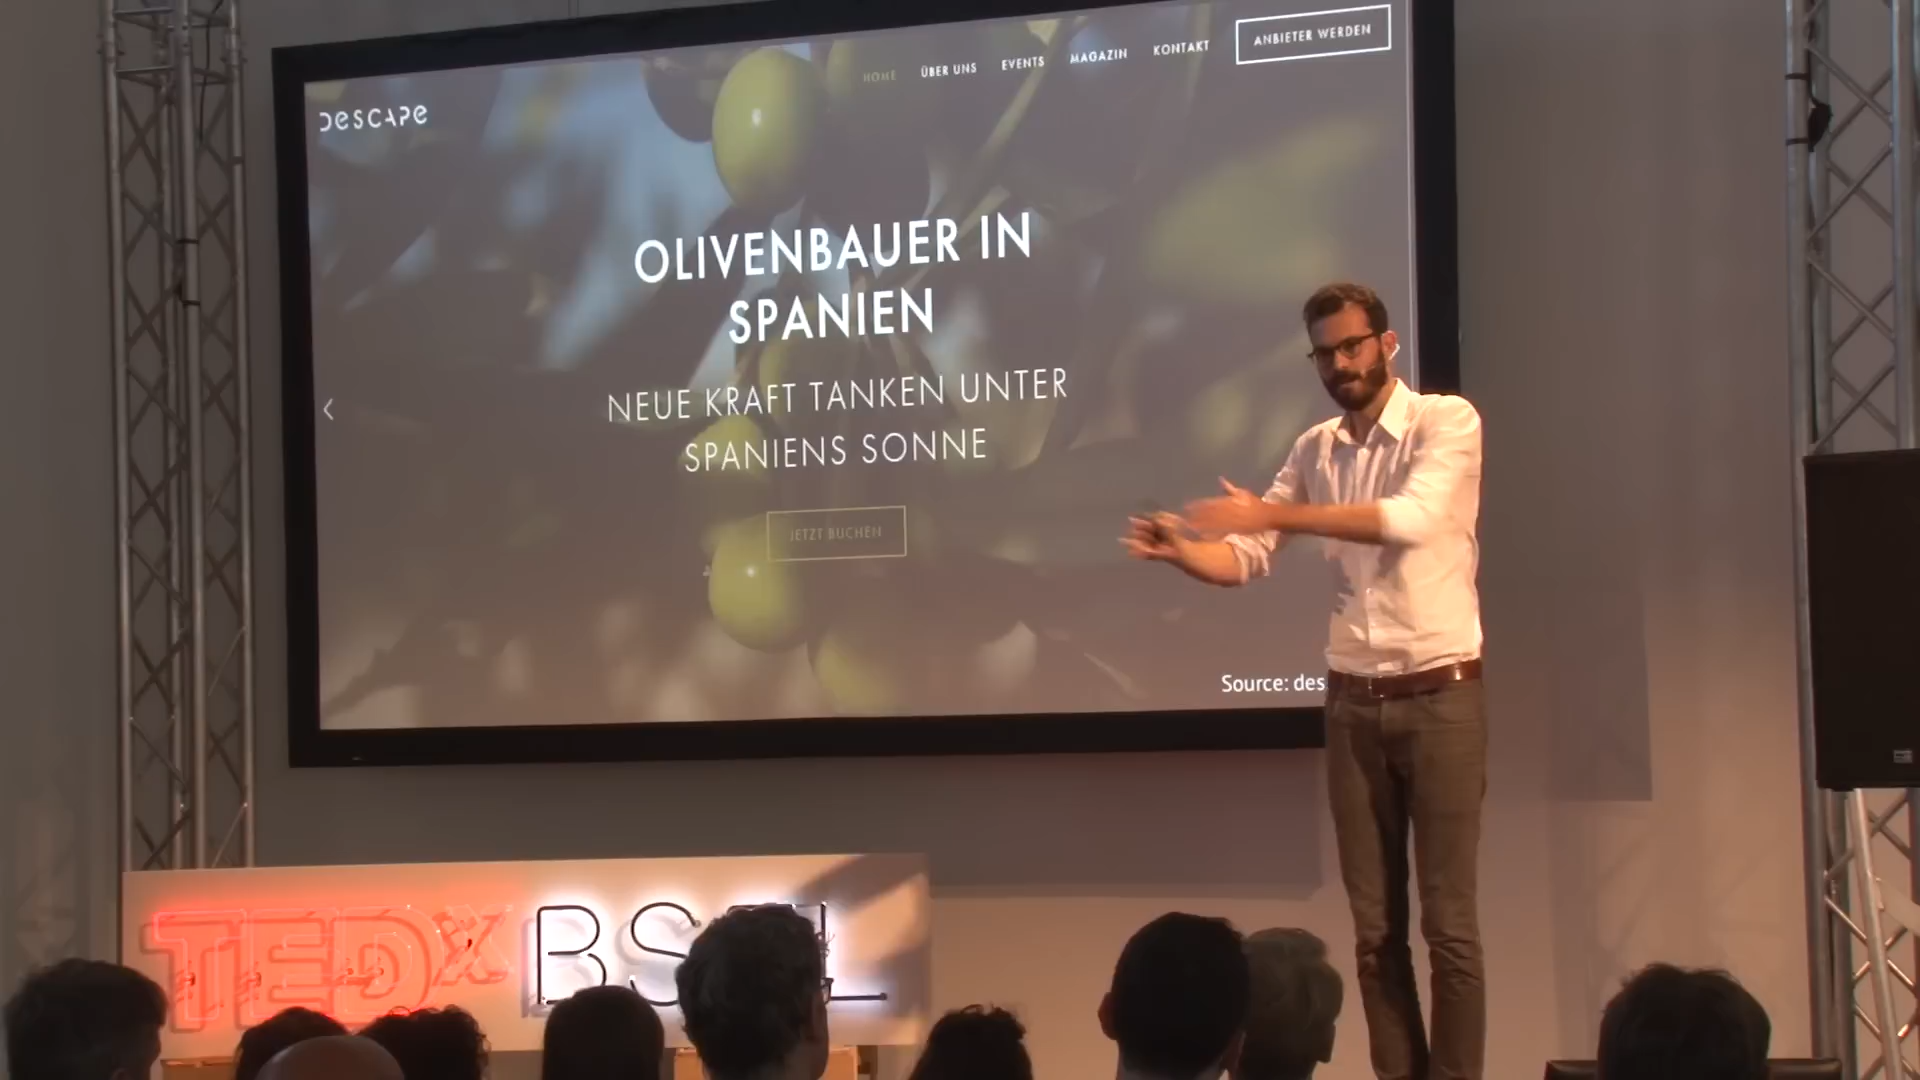 DESCAPE
HOME ÜBER UNS EVENTS MAGAZIN KONTAKT ANBIETER WERDEN
OLIVENBAUER IN
SPANIEN
NEUE KRAFT TANKEN UNTER
SPANIENS SONNE
JETZT BUCHEN
Source: des
TEDx BS L